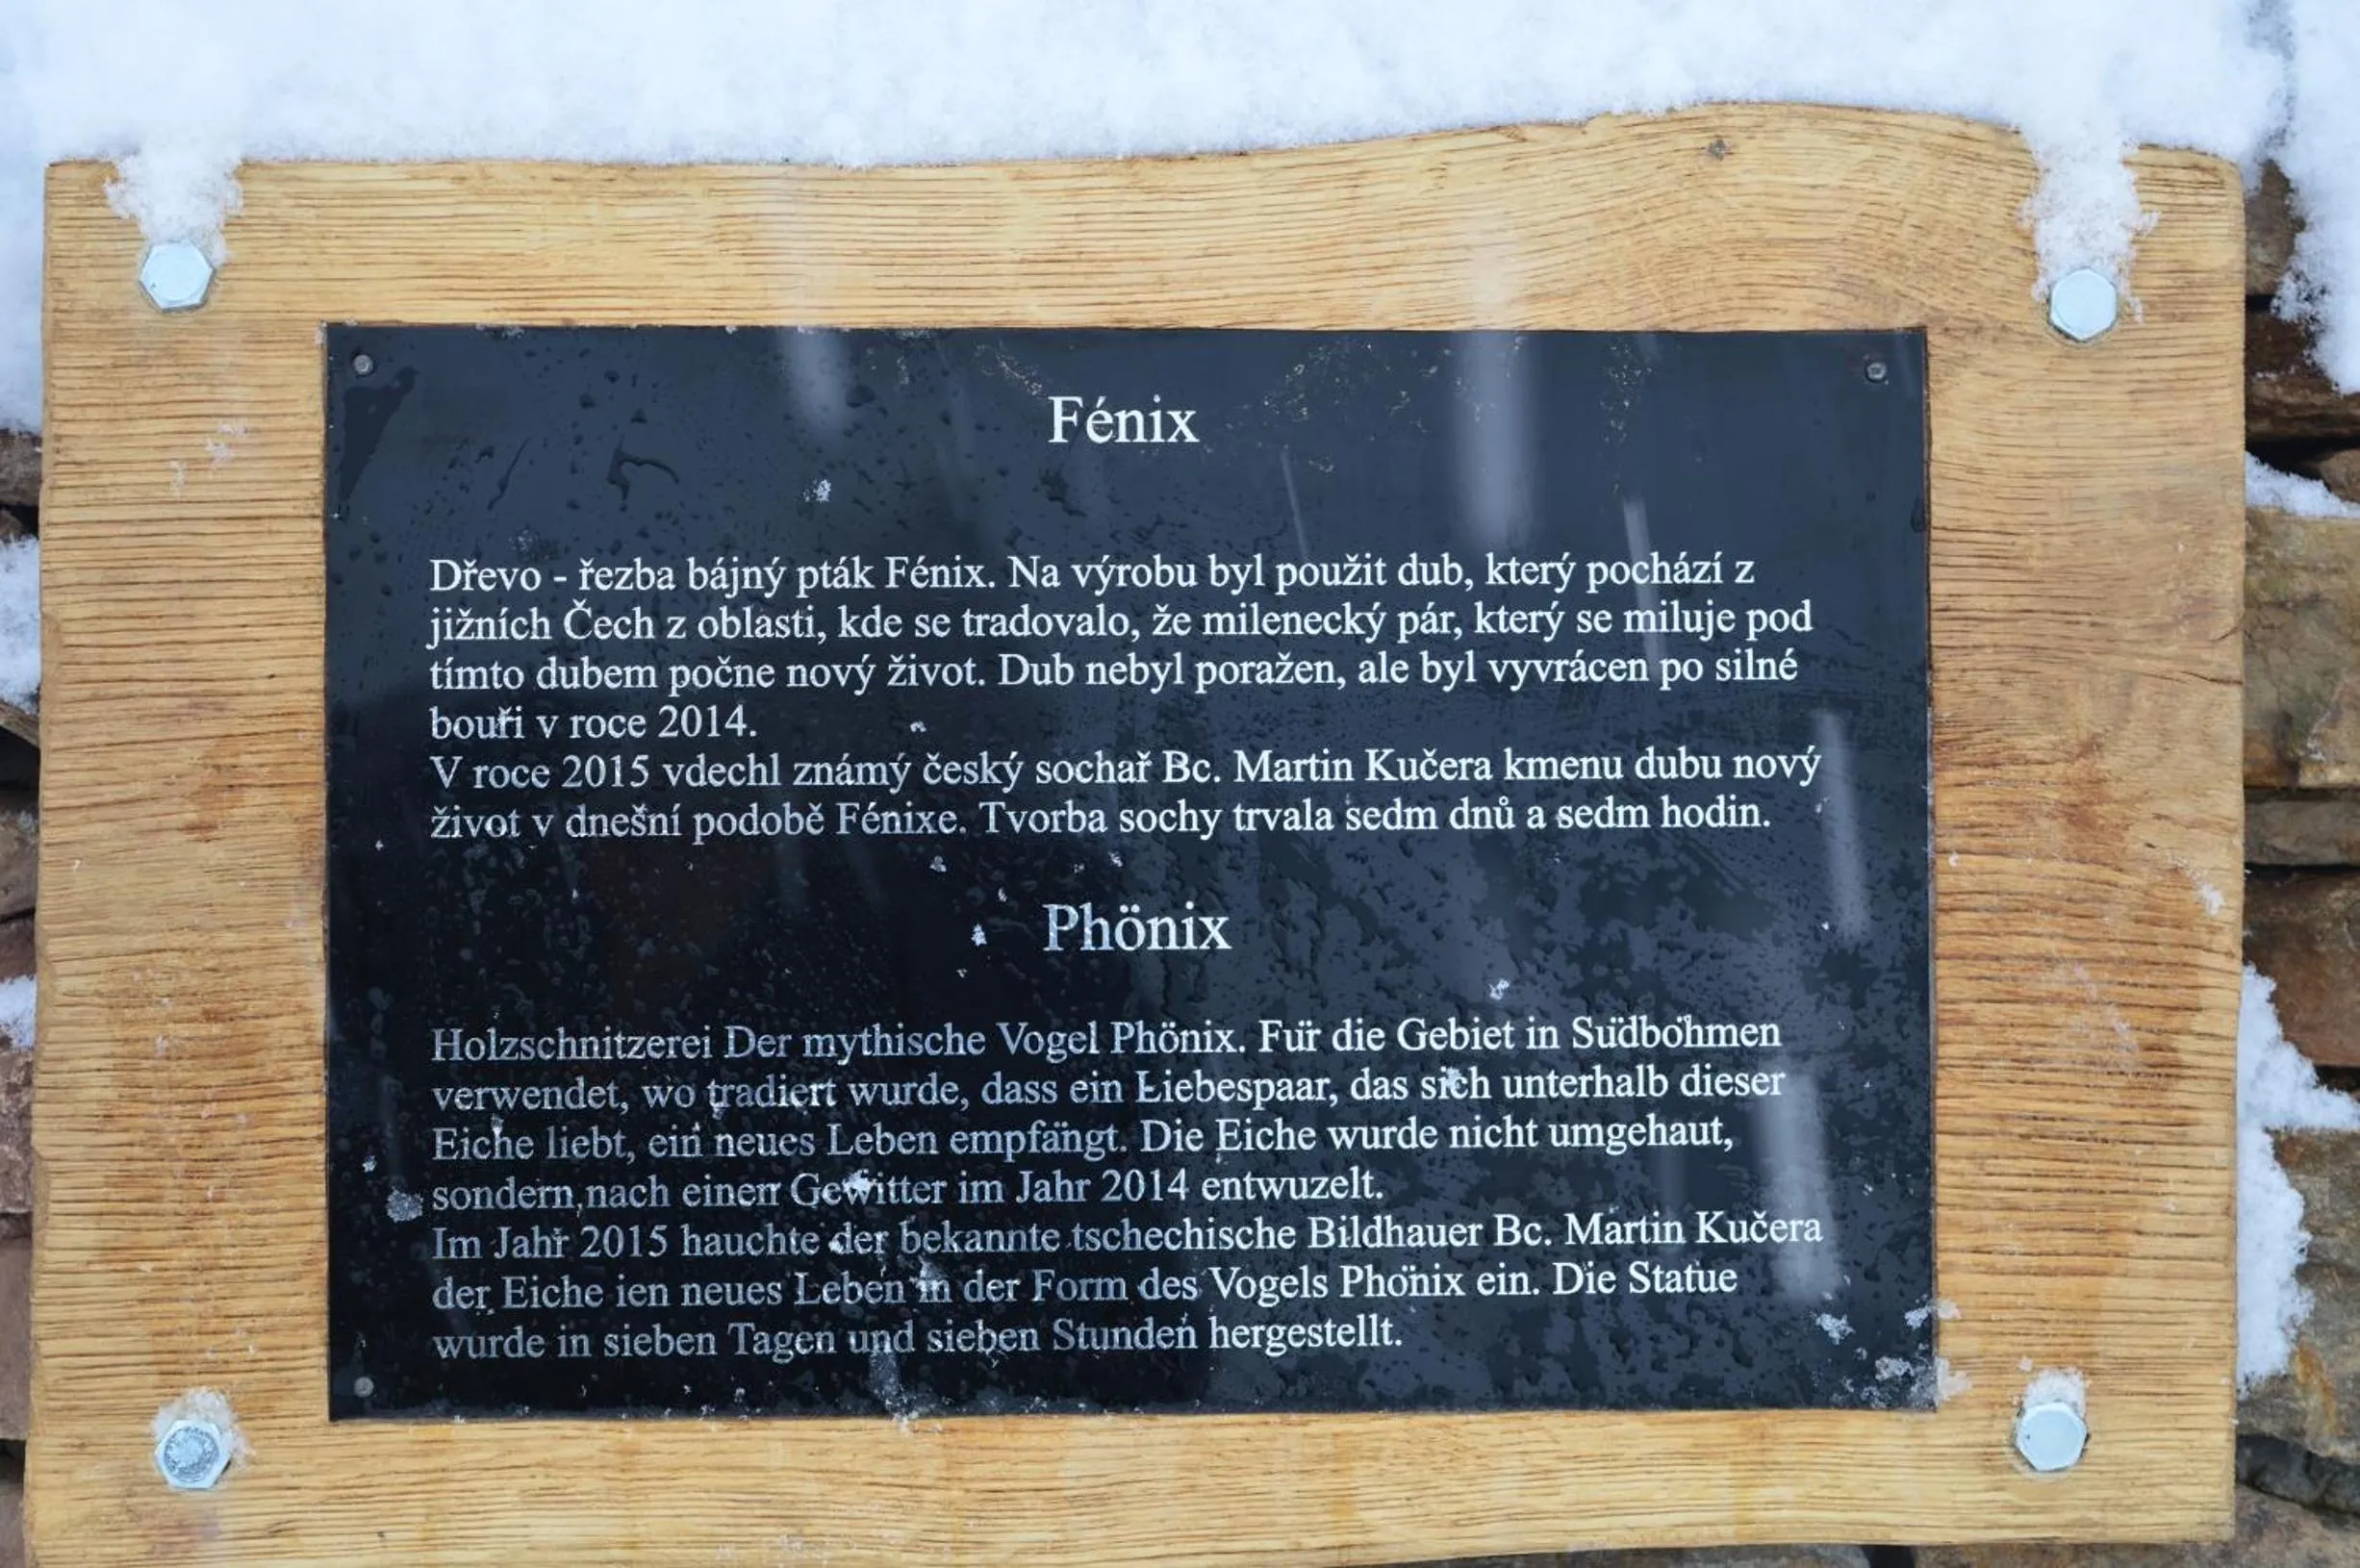 Fénix
Dřevo - řezba bájný pták Fénix. Na výrobu byl použit dub, který pochází z
jižních Čech z oblasti, kde se tradovalo, že milenecký pár, který se miluje pod
tímto dubem počne nový život. Dub nebyl poražen, ale byl vyvrácen po silné
bouři v roce 2014.
V roce 2015 vdechl známý český sochař Bc. Martin Kučera kmenu dubu nový
život v dnešní podobě Fénixe. Tvorba sochy trvala sedm dnů a sedm hodin.
Phönix
Holzschnitzerei Der mythische Vogel Phönix. Für die Gebiet in Südböhmen
verwendet, wo tradiert wurde, dass ein Liebespaar, das sich unterhalb dieser
Eiche liebt, ein neues Leben empfängt. Die Eiche wurde nicht umgehaut,
sondern nach einem Gewitter im Jahr 2014 entwuzelt.
Im Jahr 2015 hauchte der bekannte tschechische Bildhauer Bc. Martin Kučera
der Eiche ien neues Leben in der Form des Vogels Phönix ein. Die Statue
wurde in sieben Tagen und sieben Stunden hergestellt.